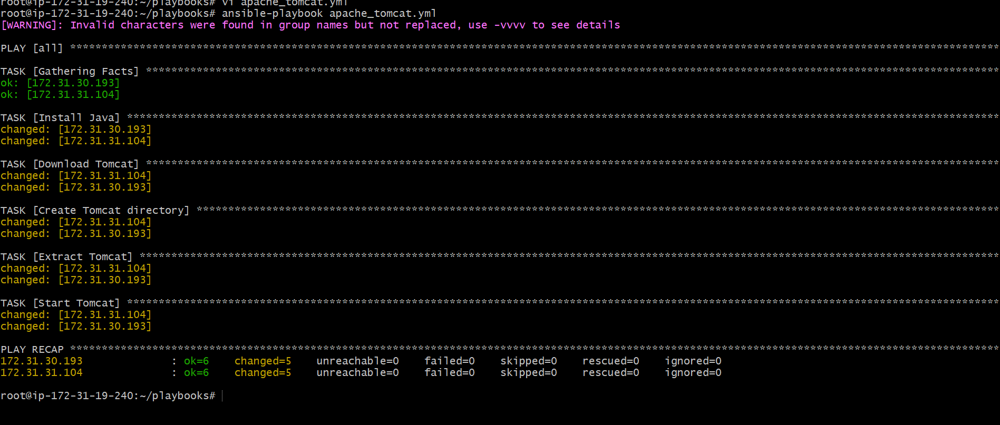 root@ip-172-31-19-240:~/playbooks# vi apache_tomcat.yml
root@ip-172-31-19-240:~/playbooks# ansible-playbook apache_tomcat.yml
[WARNING]: Invalid characters were found in group names but not replaced, use -vvvv to see details
PLAY [all] ***************************************************************************************************************************************************
TASK [Gathering Facts] ***************************************************************************************************************************************
ok: [172.31.30.193]
ok: [172.31.31.104]
TASK [Install Java] ******************************************************************************************************************************************
changed: [172.31.30.193]
changed: [172.31.31.104]
TASK [Download Tomcat] ***************************************************************************************************************************************
changed: [172.31.31.104]
changed: [172.31.30.193]
TASK [Create Tomcat directory] *******************************************************************************************************************************
changed: [172.31.31.104]
changed: [172.31.30.193]
TASK [Extract Tomcat] ****************************************************************************************************************************************
changed: [172.31.31.104]
changed: [172.31.30.193]
TASK [Start Tomcat] ******************************************************************************************************************************************
changed: [172.31.31.104]
changed: [172.31.30.193]
PLAY RECAP ***************************************************************************************************************************************************
172.31.30.193 : ok=6 changed=5 unreachable=0 failed=0 skipped=0 rescued=0 ignored=0
172.31.31.104 : ok=6 changed=5 unreachable=0 failed=0 skipped=0 rescued=0 ignored=0
root@ip-172-31-19-240:~/playbooks#